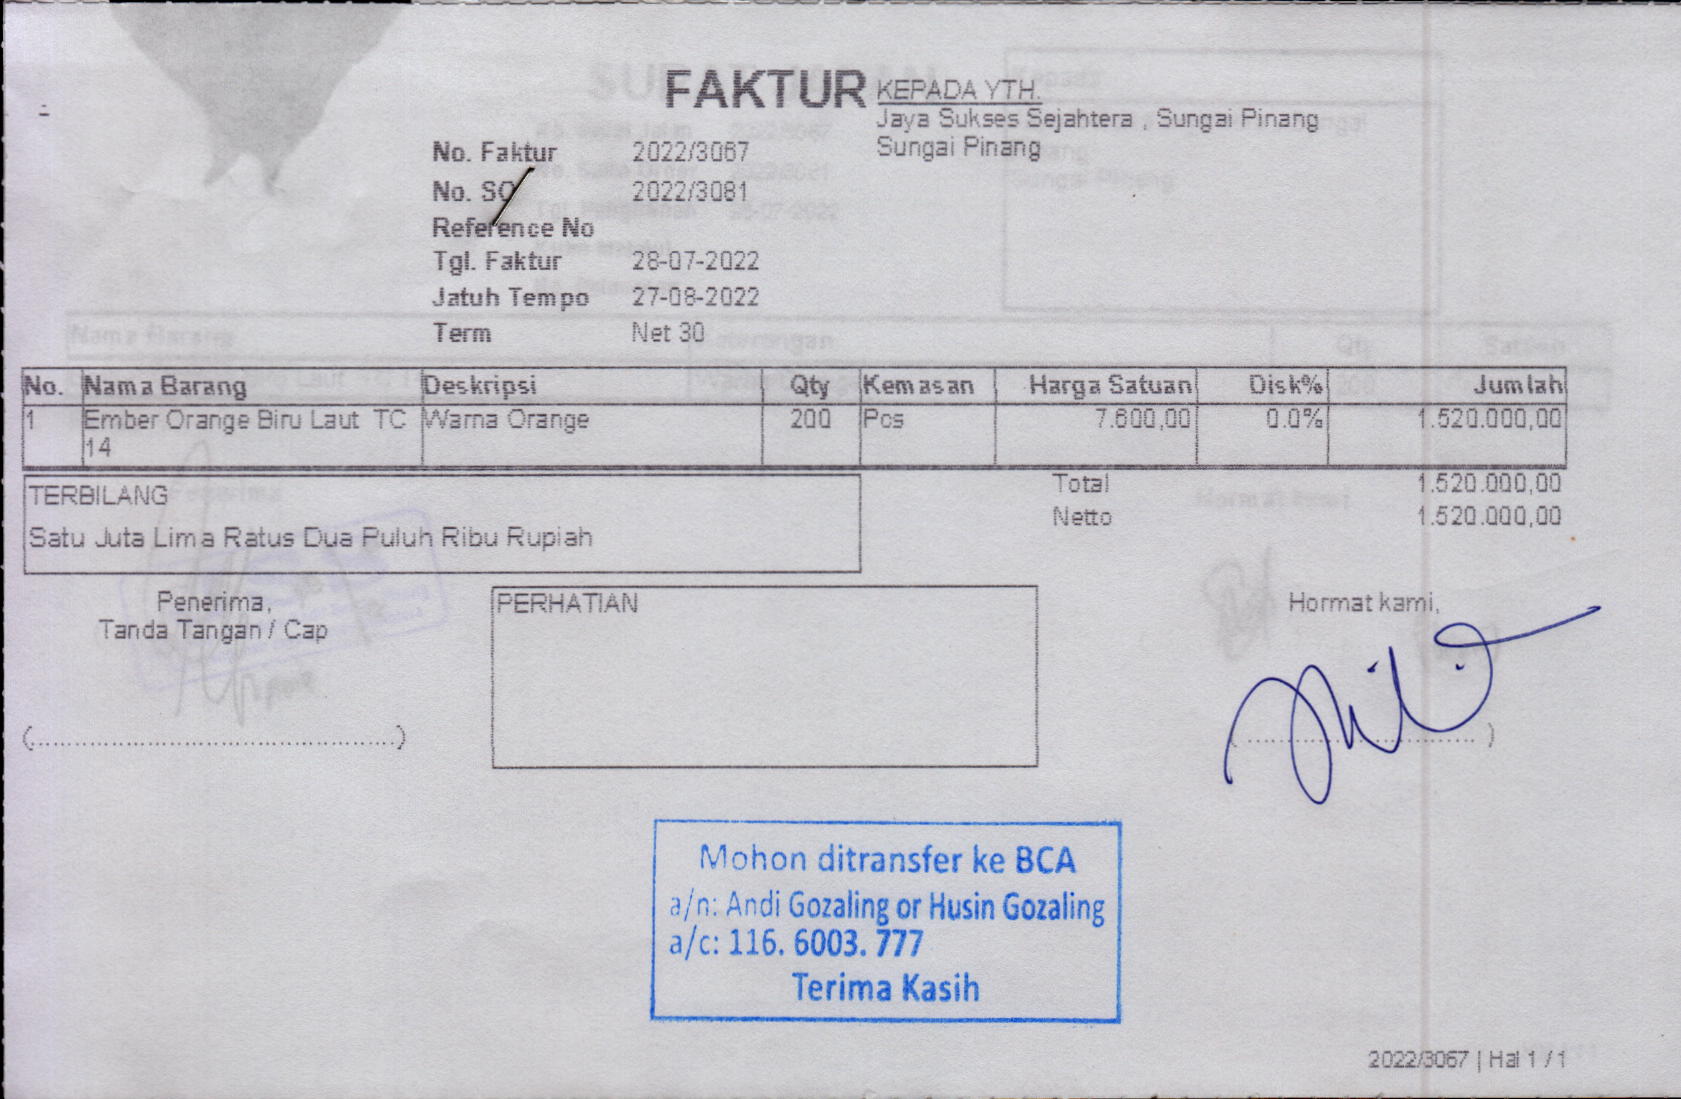 FAKTUR
KEPADA YTH.
Jaya Sukses Sejahtera , Sungai Pinang
Sungai Pinang
No. Faktur 2022/3067
No. SO 2022/3081
Reference No
Tgl. Faktur 28-07-2022
Jatuh Tempo 27-08-2022
Term Net 30
No. Nama Barang Deskripsi Qty Kemasan Harga Satuan Disk% Jumlah
1 Ember Orange Biru Laut TC Warna Orange 200 Pcs 7.600,00 0.0% 1.520.000,00
14
TERBILANG
Satu Juta Lima Ratus Dua Puluh Ribu Rupiah
Total 1.520.000,00
Netto 1.520.000,00
Penerima,
Tanda Tangan / Cap
(................................................)
PERHATIAN
Hormat kami,
Mohon ditransfer ke BCA
a/n: Andi Gozaling or Husin Gozaling
a/c: 116. 6003. 777
Terima Kasih
2022/3067 | Hal 1 / 1